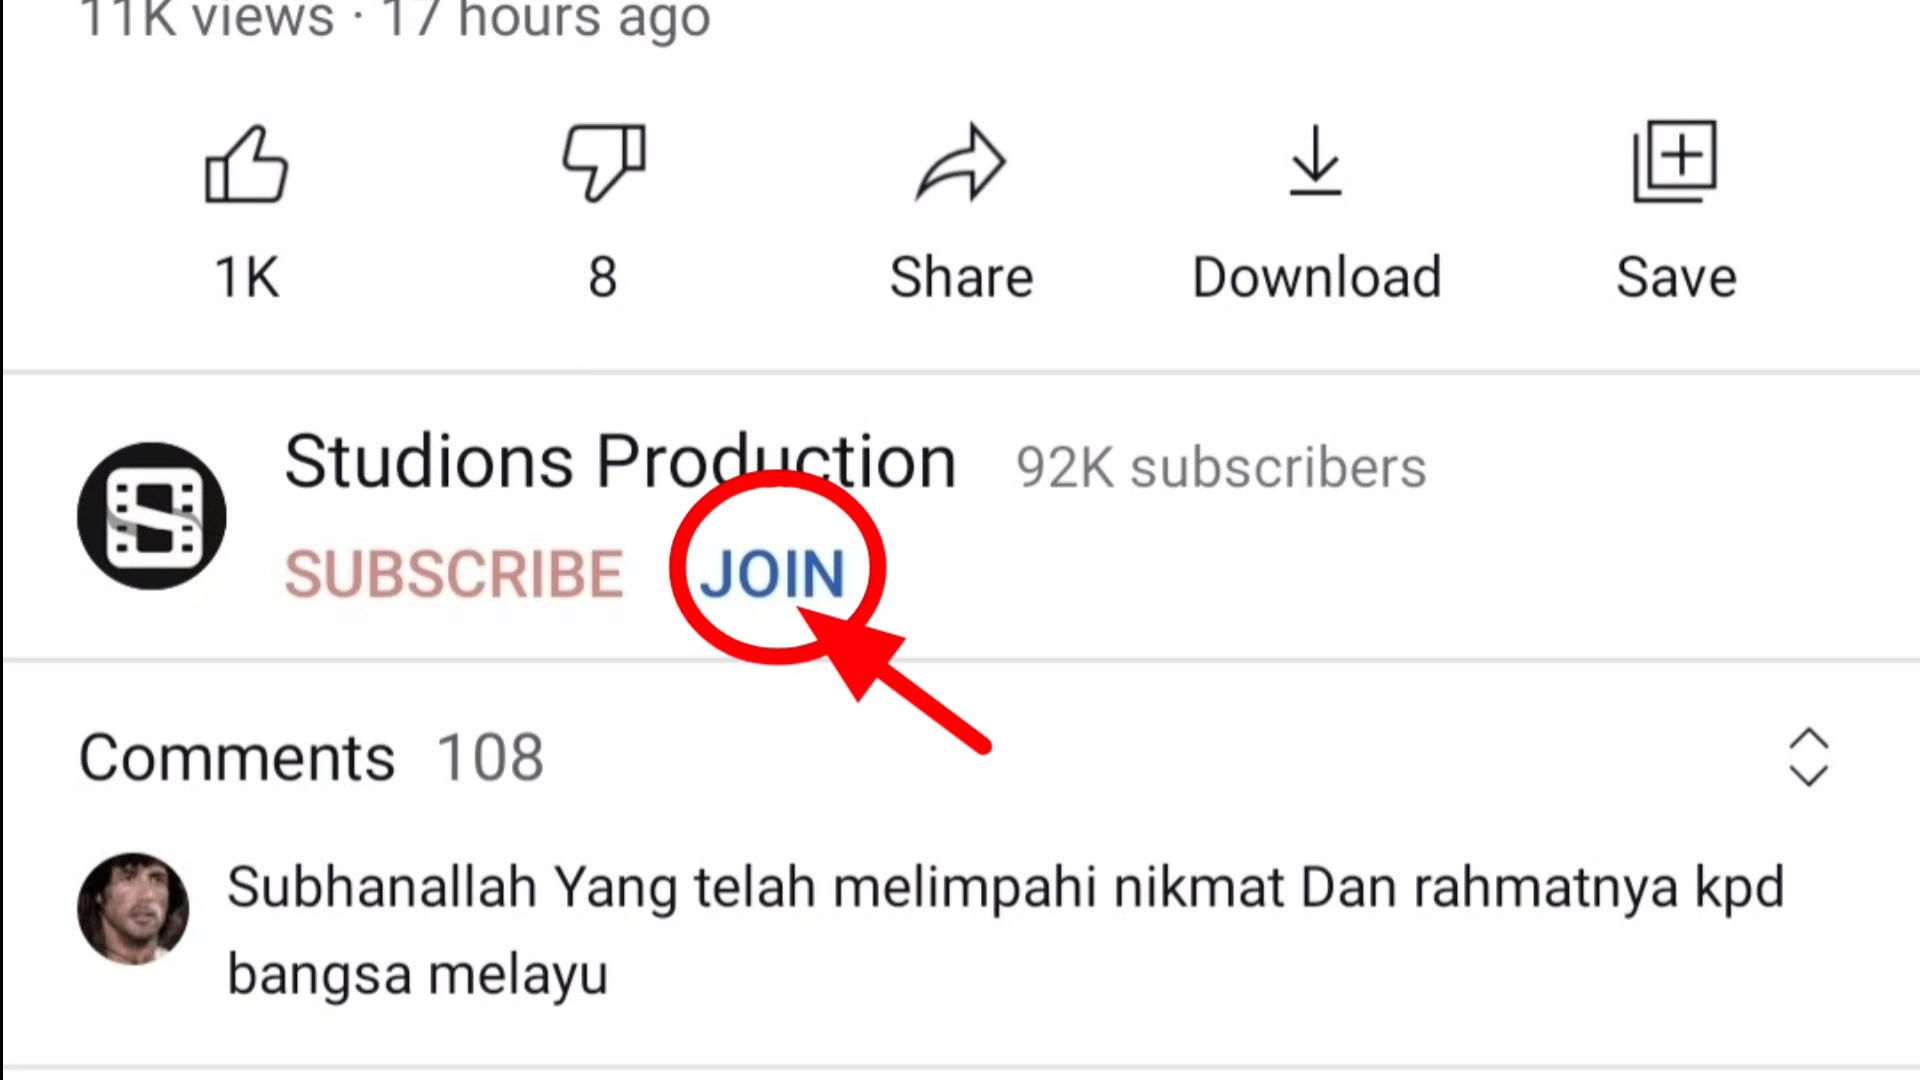 11K views · 17 hours ago
1K 8 Share Download Save
Studions Production 92K subscribers
SUBSCRIBE JOIN
Comments 108
Subhanallah Yang telah melimpahi nikmat Dan rahmatnya kpd
bangsa melayu